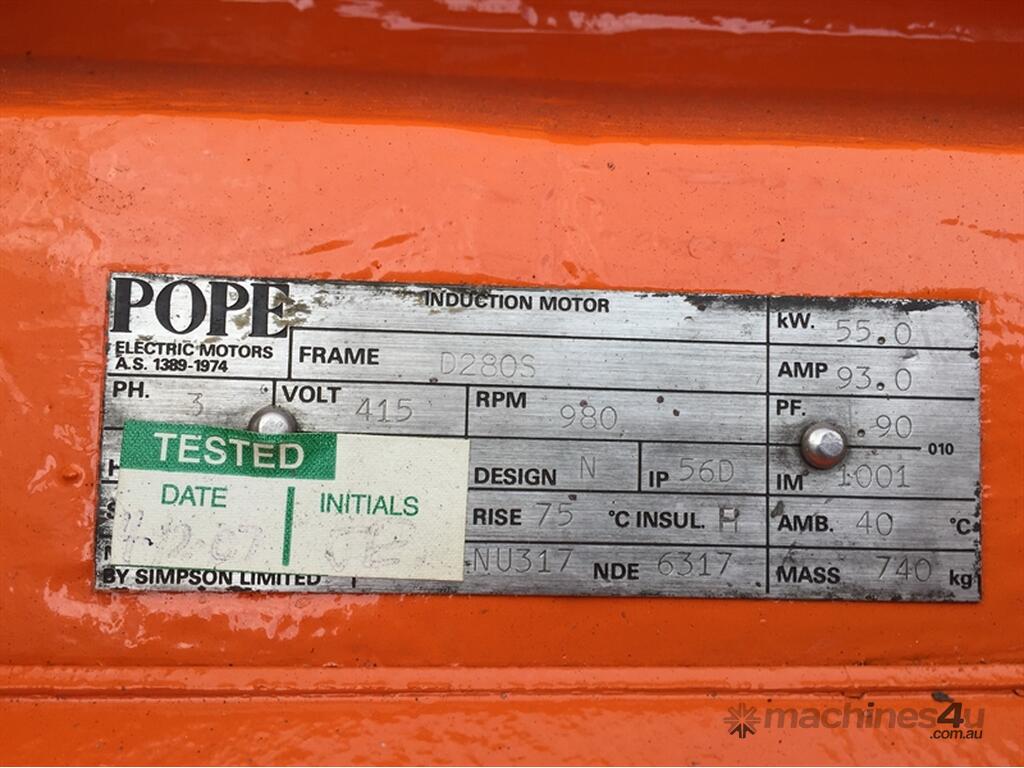 POPE INDUCTION MOTOR kW. 55.0
ELECTRIC MOTORS
A.S. 1389-1974
FRAME D280S AMP 93.0
PH. 3 VOLT 415 RPM 980 PF. .90
010
TESTED
DESIGN N IP 56D IM 1001
DATE INITIALS
RISE 75 °C INSUL. H AMB. 40 °C
NU317 NDE 6317 MASS 740 kg
BY SIMPSON LIMITED
machines4u
.com.au